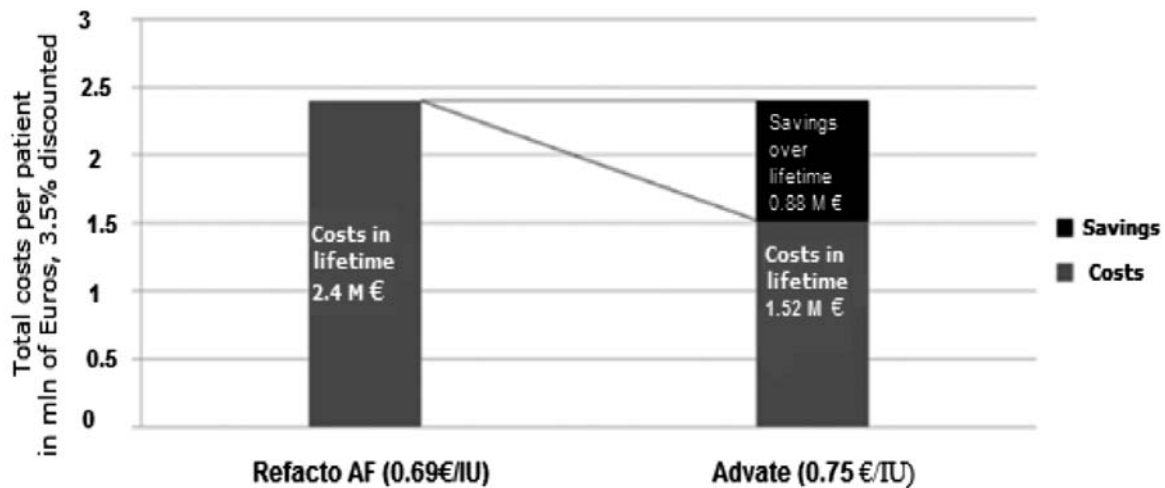 Total costs per patient
in mln of Euros, 3.5% discounted
3
2.5
2
1.5
1
0.5
0
Costs in
lifetime
2.4 M €
Savings
over
lifetime
0.88 M €
Costs in
lifetime
1.52 M €
Savings
Costs
Refacto AF (0.69€/IU)
Advate (0.75 €/IU)